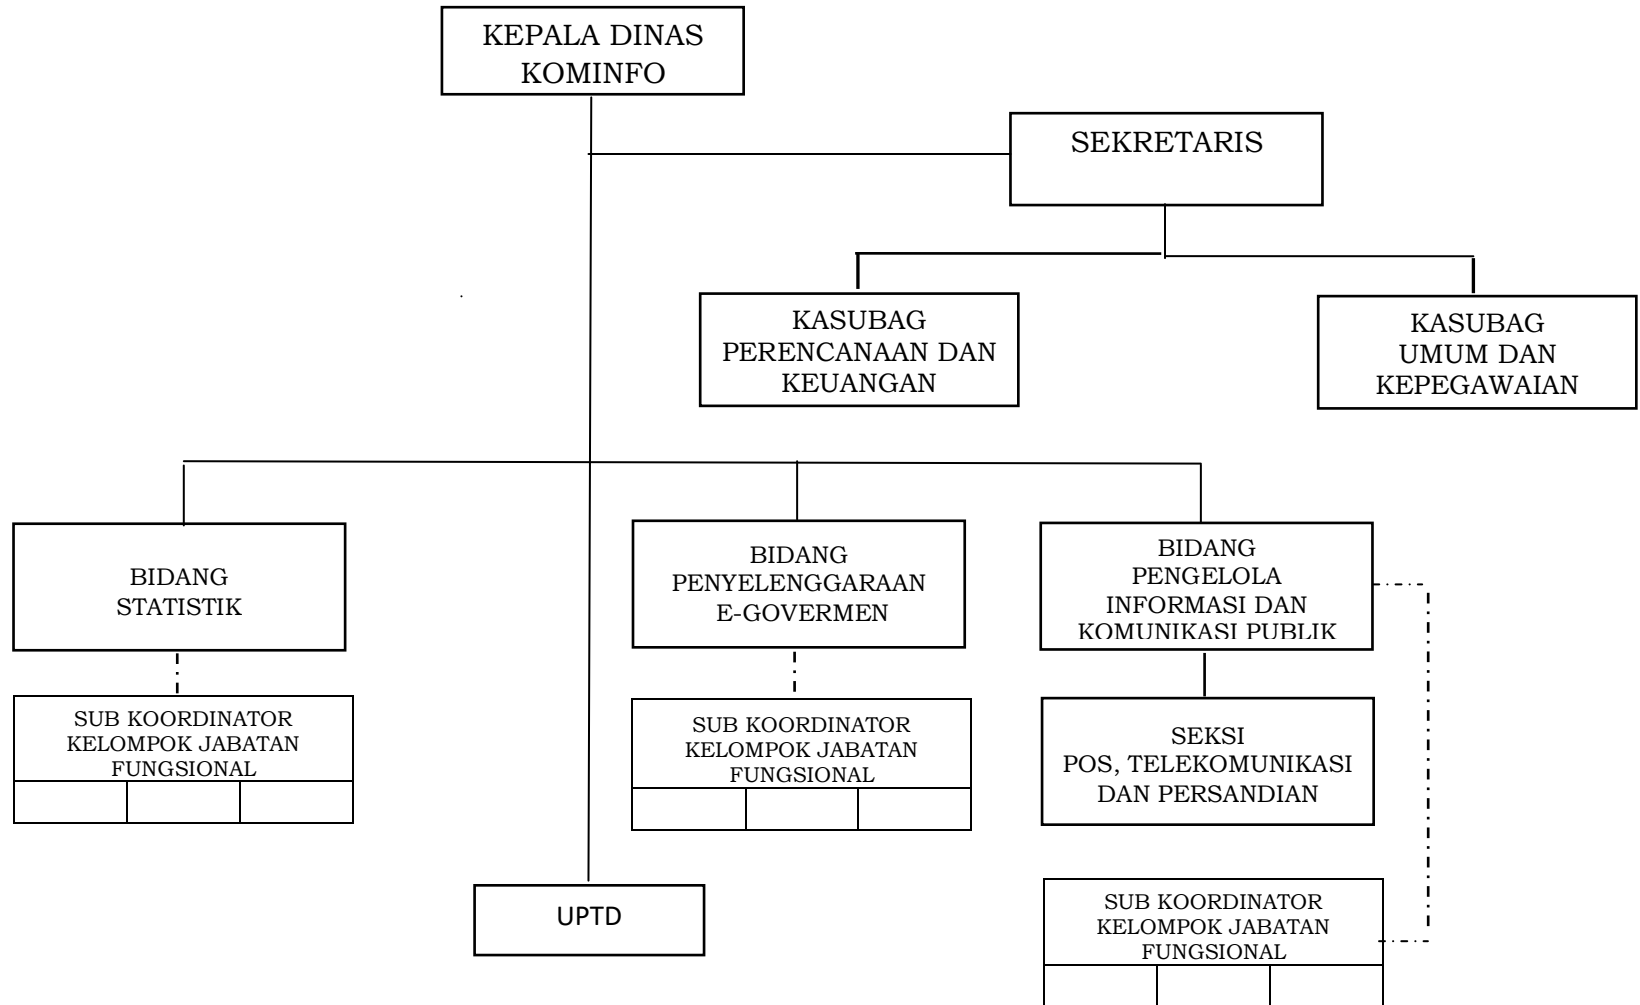 KEPALA DINAS
KOMINFO
SEKRETARIS
KASUBAG
PERENCANAAN DAN
KEUANGAN
KASUBAG
UMUM DAN
KEPEGAWAIAN
BIDANG
STATISTIK
BIDANG
PENYELENGGARAAN
E-GOVERMEN
BIDANG
PENGELOLA
INFORMASI DAN
KOMUNIKASI PUBLIK
SUB KOORDINATOR
KELOMPOK JABATAN
FUNGSIONAL
SUB KOORDINATOR
KELOMPOK JABATAN
FUNGSIONAL
SEKSI
POS, TELEKOMUNIKASI
DAN PERSANDIAN
UPTD
SUB KOORDINATOR
KELOMPOK JABATAN
FUNGSIONAL